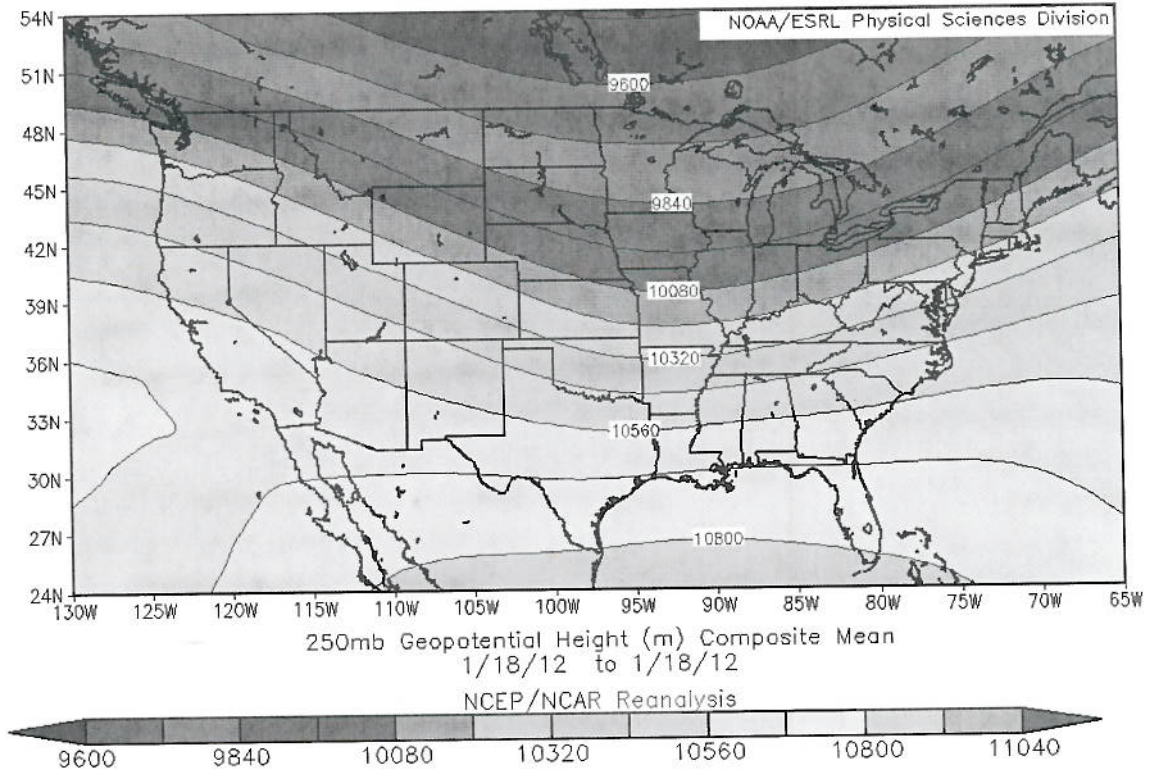 54N
NOAA/ESRL Physical Sciences Division
51N
9600
48N
45N
9840
42N
10080
39N
10320
36N
33N
10560
30N
10800
27N
24N
130W 125W 120W 115W 110W 105W 100W 95W 90W 85W 80W 75W 70W 65W
250mb Geopotential Height (m) Composite Mean
1/18/12 to 1/18/12
NCEP/NCAR Reanalysis
9600 9840 10080 10320 10560 10800 11040